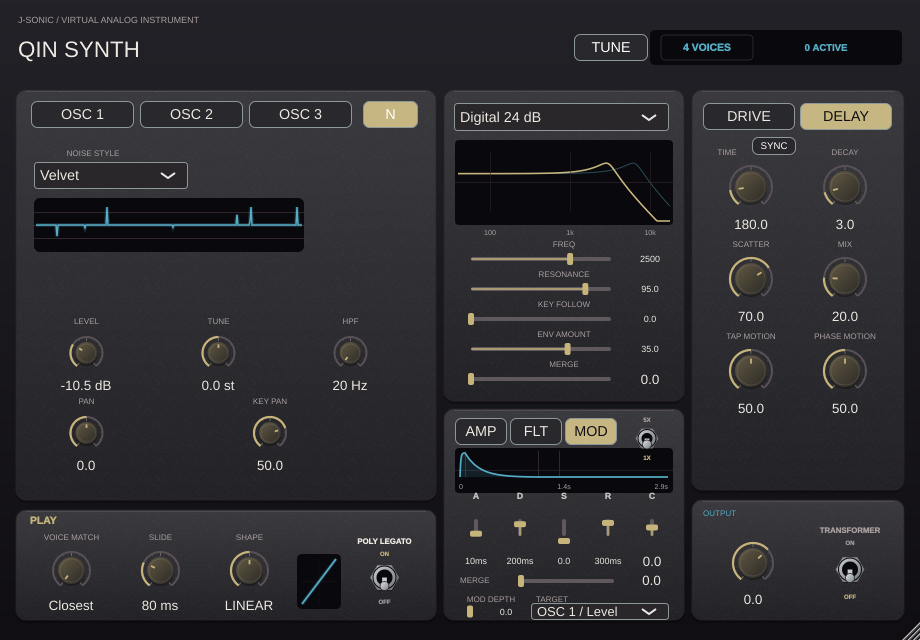 J-SONIC / VIRTUAL ANALOG INSTRUMENT
QIN SYNTH
TUNE
4 VOICES
0 ACTIVE
OSC 1
OSC 2
OSC 3
N
NOISE STYLE
Velvet
LEVEL
TUNE
HPF
-10.5 dB
0.0 st
20 Hz
PAN
KEY PAN
0.0
50.0
PLAY
VOICE MATCH
SLIDE
SHAPE
POLY LEGATO
ON
OFF
Closest
80 ms
LINEAR
Digital 24 dB
100
1k
10k
FREQ
2500
RESONANCE
95.0
KEY FOLLOW
0.0
ENV AMOUNT
35.0
MERGE
0.0
AMP
FLT
MOD
5X
1X
0
1.4s
2.9s
A
D
S
R
C
10ms
200ms
0.0
300ms
0.0
MERGE
0.0
MOD DEPTH
TARGET
0.0
OSC 1 / Level
DRIVE
DELAY
TIME
SYNC
DECAY
180.0
3.0
SCATTER
MIX
70.0
20.0
TAP MOTION
PHASE MOTION
50.0
50.0
OUTPUT
TRANSFORMER
ON
OFF
0.0